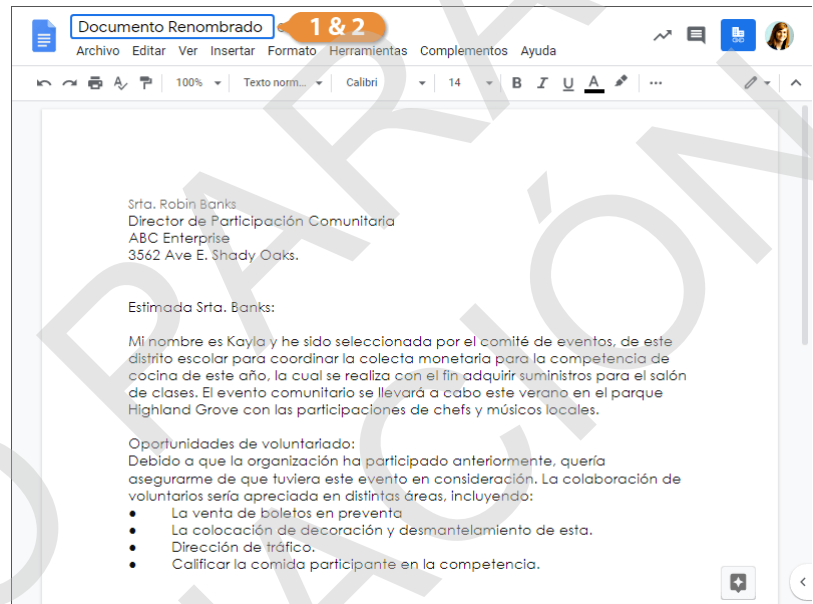 Documento Renombrado
1 & 2
Archivo Editar Ver Insertar Formato Herramientas Complementos Ayuda
100% Texto norm... Calibri 14 B I U A
Srta. Robin Banks
Director de Participación Comunitaria
ABC Enterprise
3562 Ave E. Shady Oaks.
Estimada Srta. Banks:
Mi nombre es Kayla y he sido seleccionada por el comité de eventos, de este
distrito escolar para coordinar la colecta monetaria para la competencia de
cocina de este año, la cual se realiza con el fin adquirir suministros para el salón
de clases. El evento comunitario se llevará a cabo este verano en el parque
Highland Grove con las participaciones de chefs y músicos locales.
Oportunidades de voluntariado:
Debido a que la organización ha participado anteriormente, quería
asegurarme de que tuviera este evento en consideración. La colaboración de
voluntarios sería apreciada en distintas áreas, incluyendo:
● La venta de boletos en preventa
● La colocación de decoración y desmantelamiento de esta.
● Dirección de tráfico.
● Calificar la comida participante en la competencia.